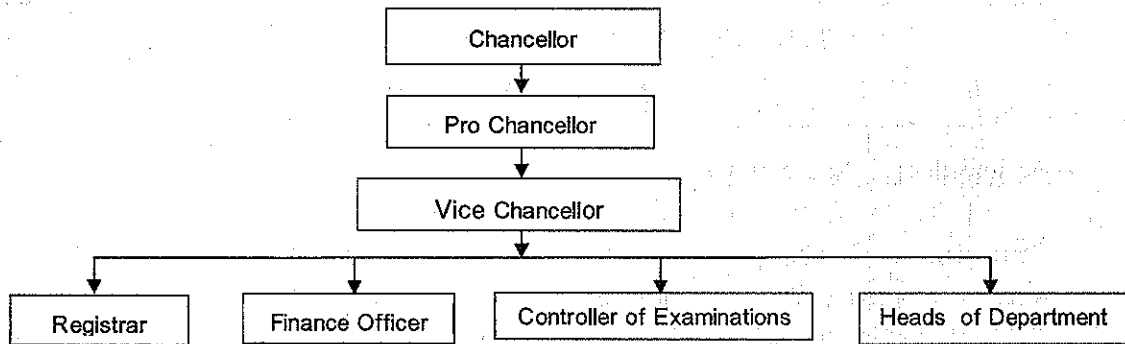 Chancellor
Pro Chancellor
Vice Chancellor
Registrar
Finance Officer
Controller of Examinations
Heads of Department